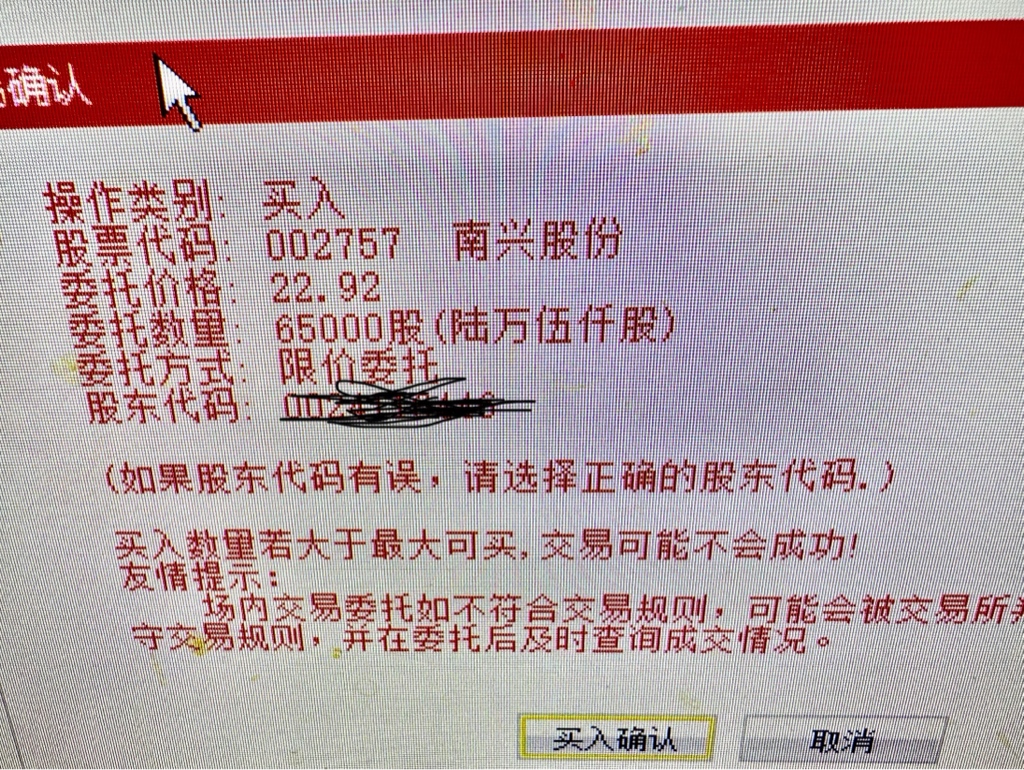 确认
操作类别: 买入
股票代码: 002757 南兴股份
委托价格: 22.92
委托数量: 65000股(陆万伍仟股)
委托方式: 限价委托
股东代码:
(如果股东代码有误，请选择正确的股东代码.)
买入数量若大于最大可买,交易可能不会成功!
友情提示:
场内交易委托如不符合交易规则，可能会被交易所
守交易规则，并在委托后及时查询成交情况。
买入确认 取消